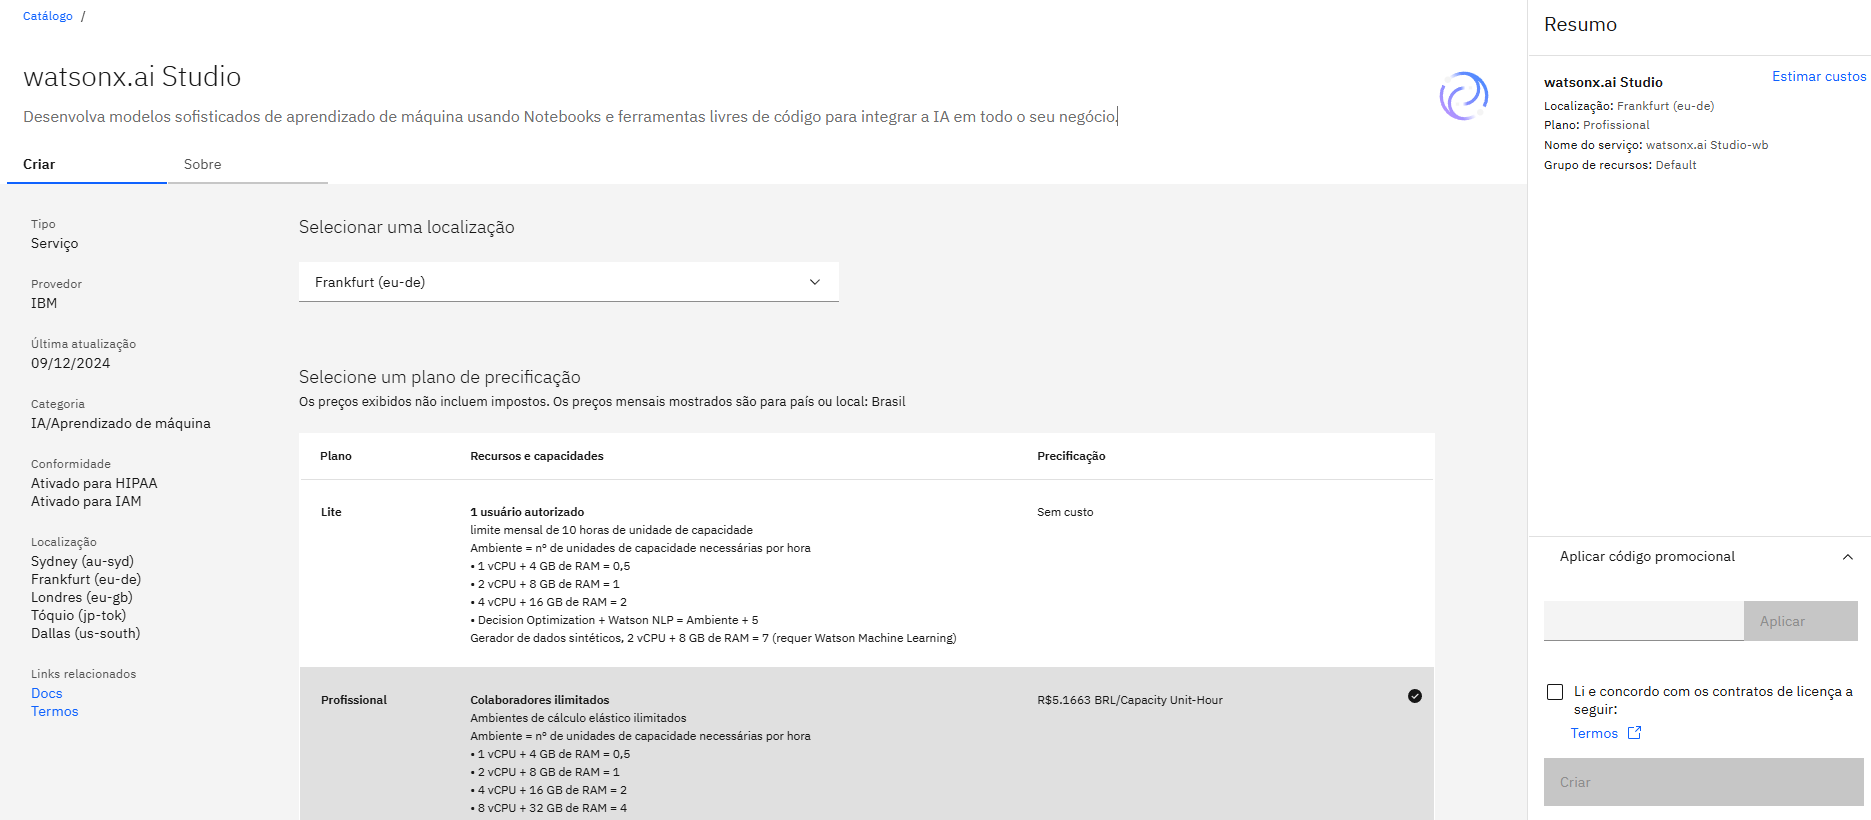 Catálogo /
watsonx.ai Studio
Desenvolva modelos sofisticados de aprendizado de máquina usando Notebooks e ferramentas livres de código para integrar a IA em todo o seu negócio.
Criar
Sobre
Tipo
Serviço
Provedor
IBM
Última atualização
09/12/2024
Categoria
IA/Aprendizado de máquina
Conformidade
Ativado para HIPAA
Ativado para IAM
Localização
Sydney (au-syd)
Frankfurt (eu-de)
Londres (eu-gb)
Tóquio (jp-tok)
Dallas (us-south)
Links relacionados
Docs
Termos
Selecionar uma localização
Frankfurt (eu-de)
Selecione um plano de precificação
Os preços exibidos não incluem impostos. Os preços mensais mostrados são para país ou local: Brasil
Plano
Recursos e capacidades
Precificação
Lite
1 usuário autorizado
limite mensal de 10 horas de unidade de capacidade
Ambiente = nº de unidades de capacidade necessárias por hora
• 1 vCPU + 4 GB de RAM = 0,5
• 2 vCPU + 8 GB de RAM = 1
• 4 vCPU + 16 GB de RAM = 2
• Decision Optimization + Watson NLP = Ambiente + 5
Gerador de dados sintéticos, 2 vCPU + 8 GB de RAM = 7 (requer Watson Machine Learning)
Sem custo
Profissional
Colaboradores ilimitados
Ambientes de cálculo elástico ilimitados
Ambiente = nº de unidades de capacidade necessárias por hora
• 1 vCPU + 4 GB de RAM = 0,5
• 2 vCPU + 8 GB de RAM = 1
• 4 vCPU + 16 GB de RAM = 2
• 8 vCPU + 32 GB de RAM = 4
R$5.1663 BRL/Capacity Unit-Hour
Resumo
watsonx.ai Studio
Estimar custos
Localização: Frankfurt (eu-de)
Plano: Profissional
Nome do serviço: watsonx.ai Studio-wb
Grupo de recursos: Default
Aplicar código promocional
Aplicar
Li e concordo com os contratos de licença a
seguir:
Termos
Criar